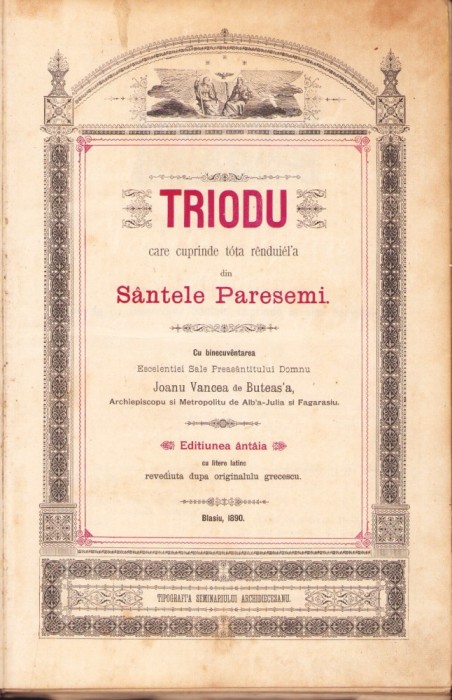 TRIODU
care cuprinde tóta rênduiél'a
din
Sântele Paresemi.
Cu binecuvêntarea
Escelentiei Sale Preasântitului Domnu
Joanu Vancea de Buteas'a,
Archiepiscopu si Metropolitu de Alb'a-Julia si Fagarasiu.
Editiunea ântâia
cu litere latine
revediuta dupa originalulu grecescu.
Blasiu, 1890.
TIPOGRAFI'A SEMINARIULUI ARCHIDIECESANU.